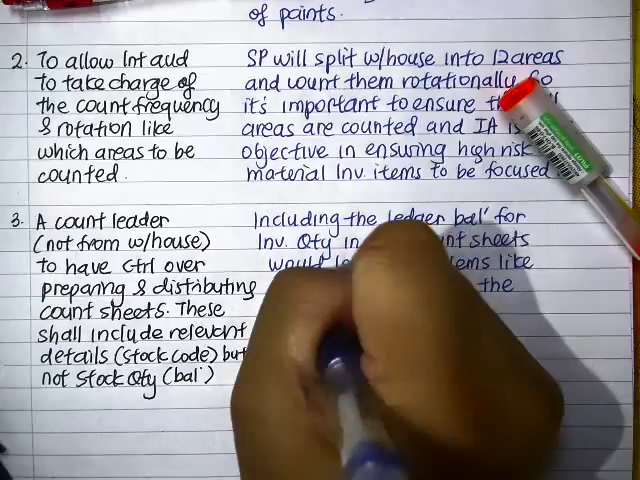 of paints.
2. To allow Int aud
to take charge of
the count frequency
& rotation like
which areas to be
counted.
SP will split w/house into 12 areas
and count them rotationally. So
it's important to ensure
areas are counted and IA is
objective in ensuring high risk
material Inv. items to be focused.
3. A count leader
(not from w/house)
to have ctrl over
preparing & distributing
count sheets. These
shall include relevant
details (stock code) but
not stock Qty (bal.)
Including the ledger bal' for
Inv. Qty in sheets
would like
the